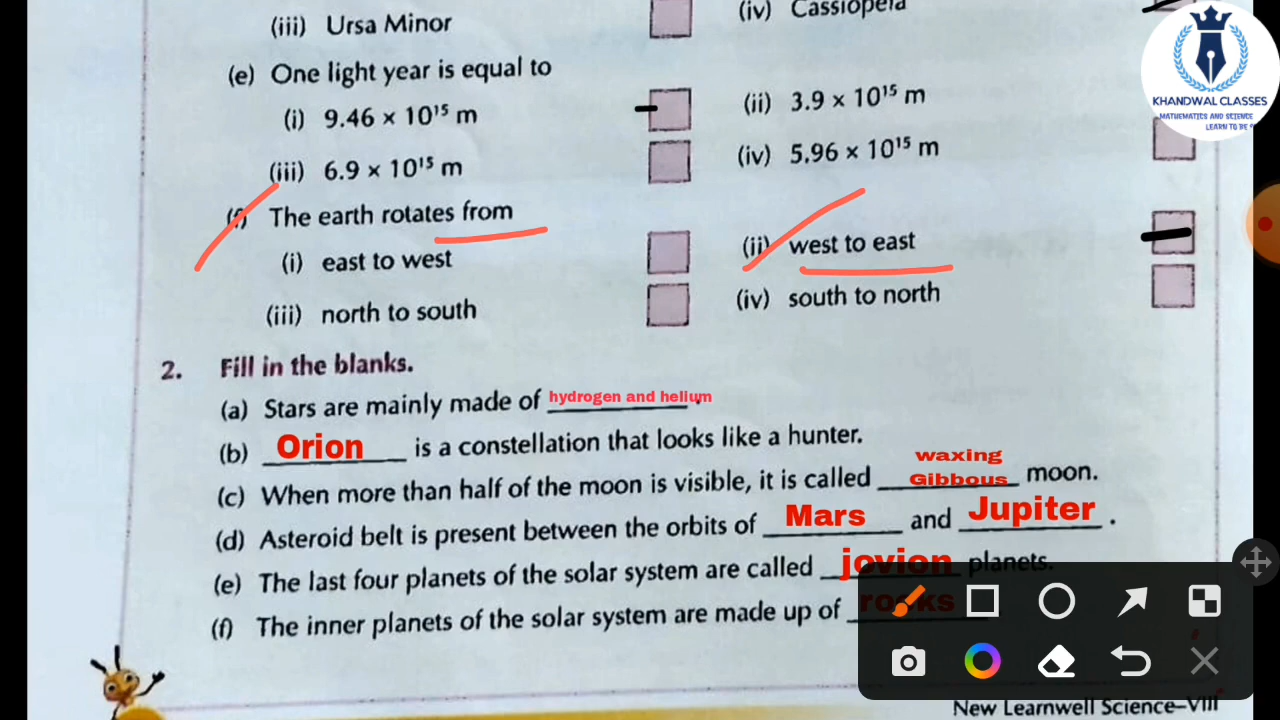 (iii) Ursa Minor
(iv) Cassiopeia
(e) One light year is equal to
(i) 9.46 × 10¹⁵ m
(ii) 3.9 × 10¹⁵ m
(iii) 6.9 × 10¹⁵ m
(iv) 5.96 × 10¹⁵ m
(f) The earth rotates from
(i) east to west
(ii) west to east
(iii) north to south
(iv) south to north
2. Fill in the blanks.
(a) Stars are mainly made of hydrogen and helium.
(b) Orion is a constellation that looks like a hunter.
(c) When more than half of the moon is visible, it is called waxing Gibbous moon.
(d) Asteroid belt is present between the orbits of Mars and Jupiter.
(e) The last four planets of the solar system are called jovion planets.
(f) The inner planets of the solar system are made up of rocks
New Learnwell Science–VIII
KHANDWAL CLASSES
MATHEMATICS AND SCIENCE
LEARN TO BE